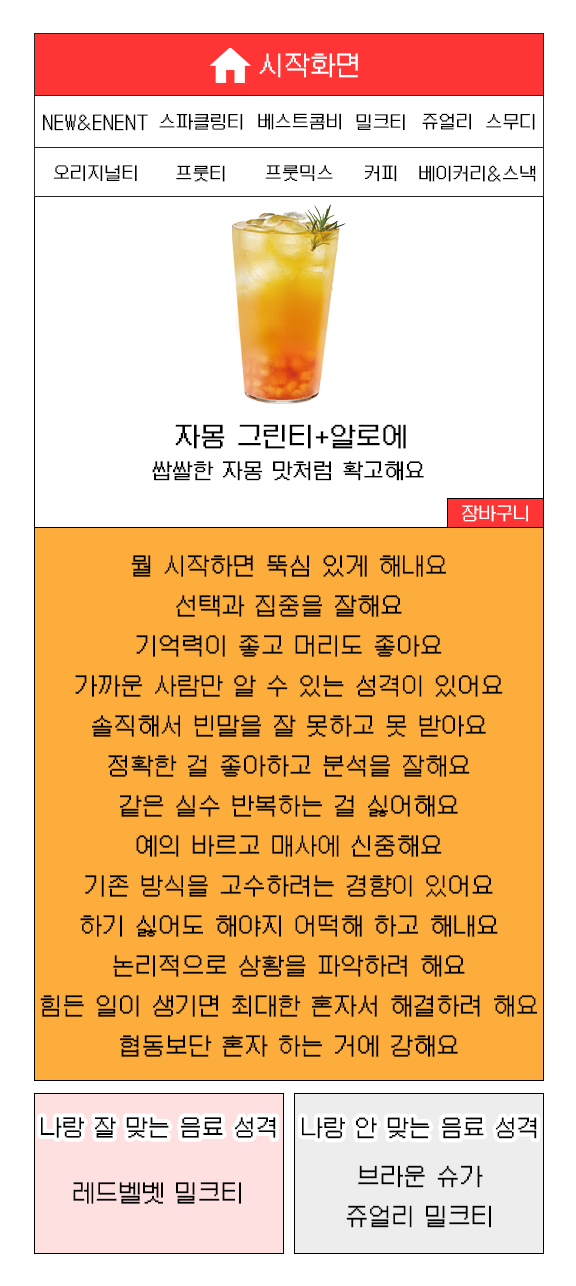 시작화면
NEW&ENENT 스파클링티 베스트콤비 밀크티 쥬얼리 스무디
오리지널티 프룻티 프룻믹스 커피 베이커리&스낵
자몽 그린티+알로에
쌉쌀한 자몽 맛처럼 확고해요
장바구니
뭘 시작하면 뚝심 있게 해내요
선택과 집중을 잘해요
기억력이 좋고 머리도 좋아요
가까운 사람만 알 수 있는 성격이 있어요
솔직해서 빈말을 잘 못하고 못 받아요
정확한 걸 좋아하고 분석을 잘해요
같은 실수 반복하는 걸 싫어해요
예의 바르고 매사에 신중해요
기존 방식을 고수하려는 경향이 있어요
하기 싫어도 해야지 어떡해 하고 해내요
논리적으로 상황을 파악하려 해요
힘든 일이 생기면 최대한 혼자서 해결하려 해요
협동보단 혼자 하는 거에 강해요
나랑 잘 맞는 음료 성격
레드벨벳 밀크티
나랑 안 맞는 음료 성격
브라운 슈가
쥬얼리 밀크티